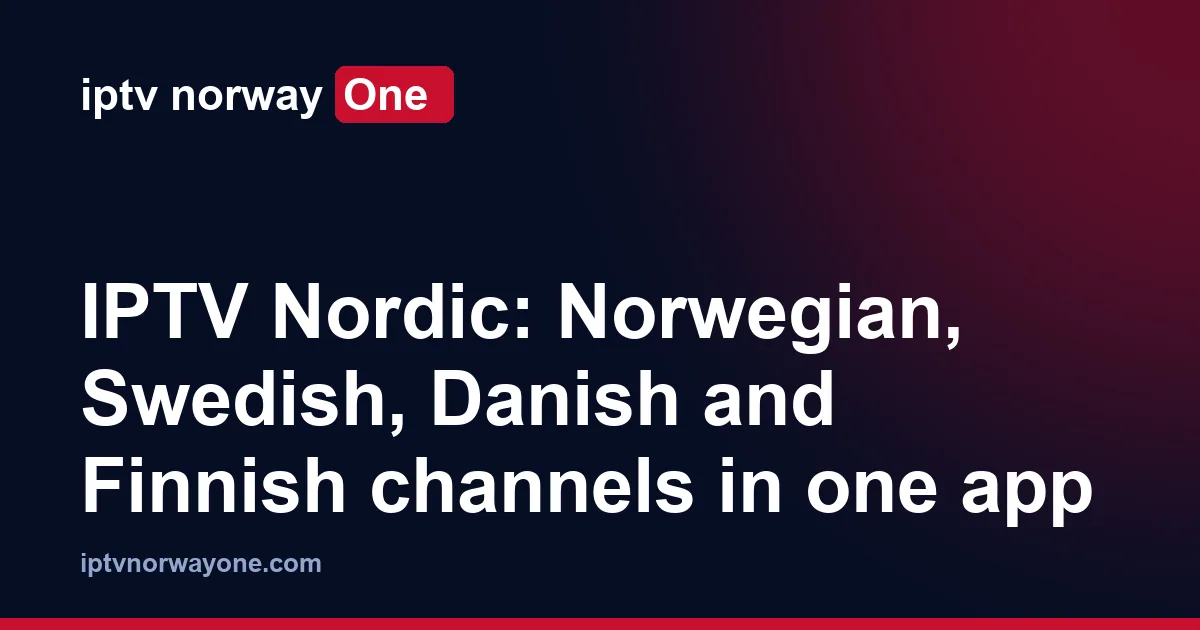 iptv norway One
IPTV Nordic: Norwegian,
Swedish, Danish and
Finnish channels in one app
iptvnorwayone.com